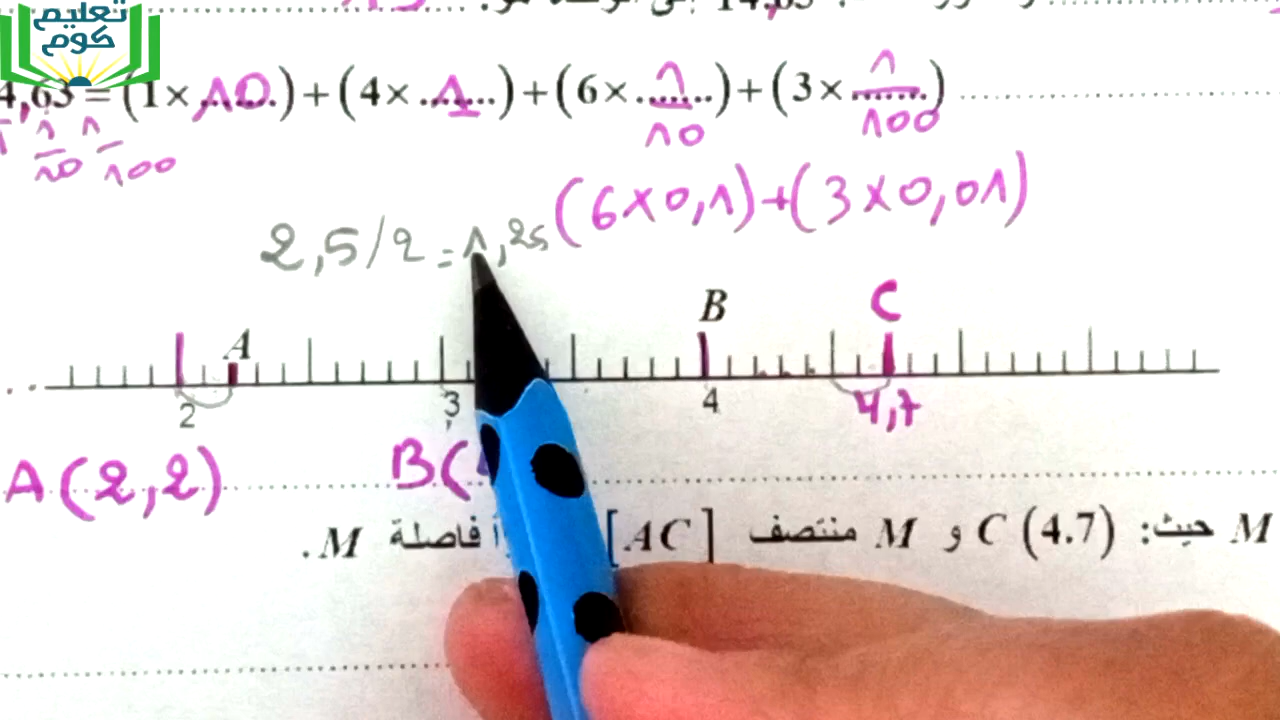 تعليم
كوم
4,63 = (1× 10) + (4× 1) + (6× 1/10) + (3× 1/100)
1/10 1/100
(6×0,1)+(3×0,01)
2,5/2 = 1,25
A B C
2 3 4 4,7
A(2,2) B(
M حيث: C (4.7) و M منتصف [AC] فاصلة M.